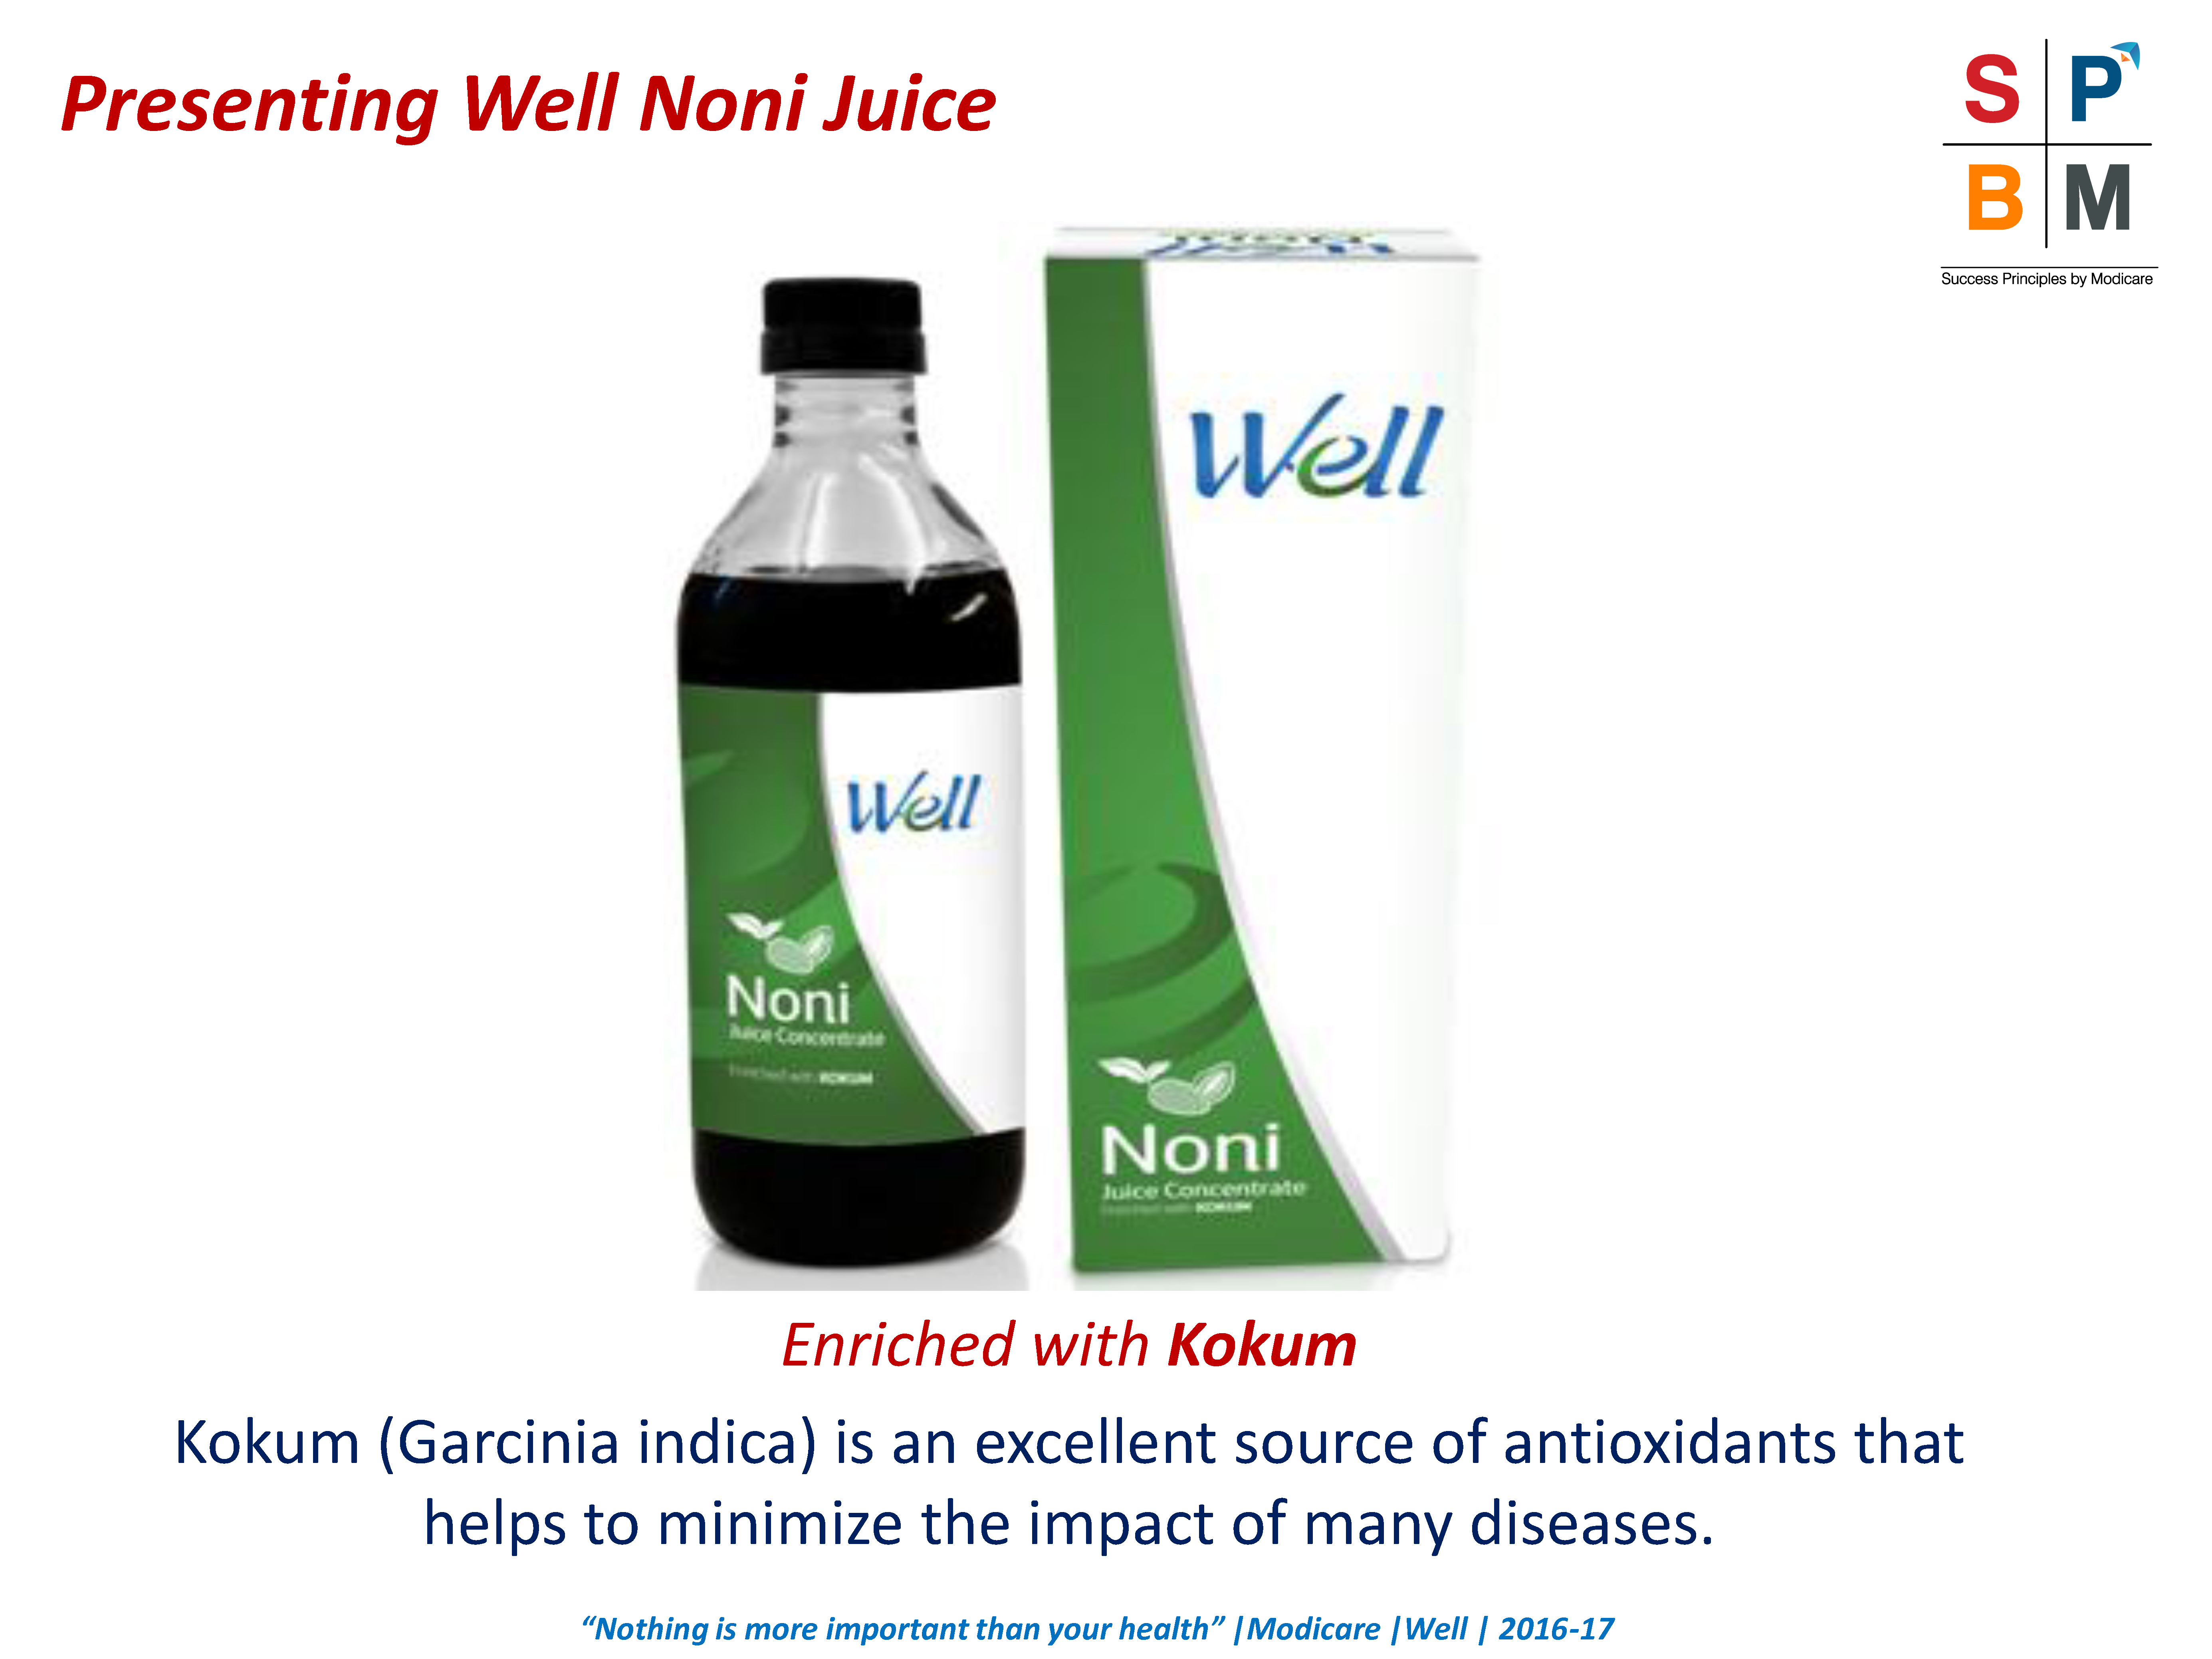 Presenting Well Noni Juice
S P
B M
Success Principles by Modicare
Well
Well
Well
Noni
Juice Concentrate
Enriched with KOKUM
Noni
Juice Concentrate
Enriched with KOKUM
Enriched with Kokum
Kokum (Garcinia indica) is an excellent source of antioxidants that
helps to minimize the impact of many diseases.
“Nothing is more important than your health” |Modicare |Well | 2016-17